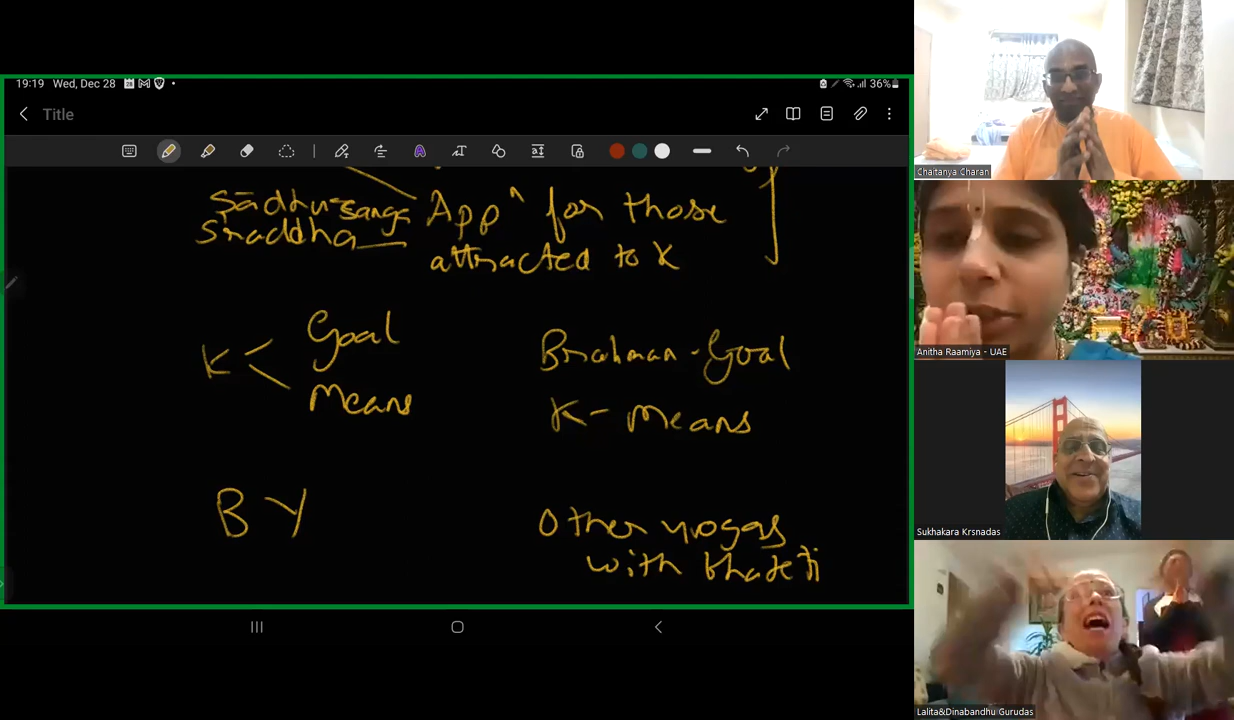 19:19 Wed, Dec 28
36%
Title
Sādhu-sanga
Sraddha
App^n for those
attracted to K
K < Goal
Means
Brahman - Goal
K - Means
B Y
Other yogas
with bhakti
Chaitanya Charan
Anitha Raamiya - UAE
Sukhakara Krsnadas
Lalita&Dinabandhu Gurudas